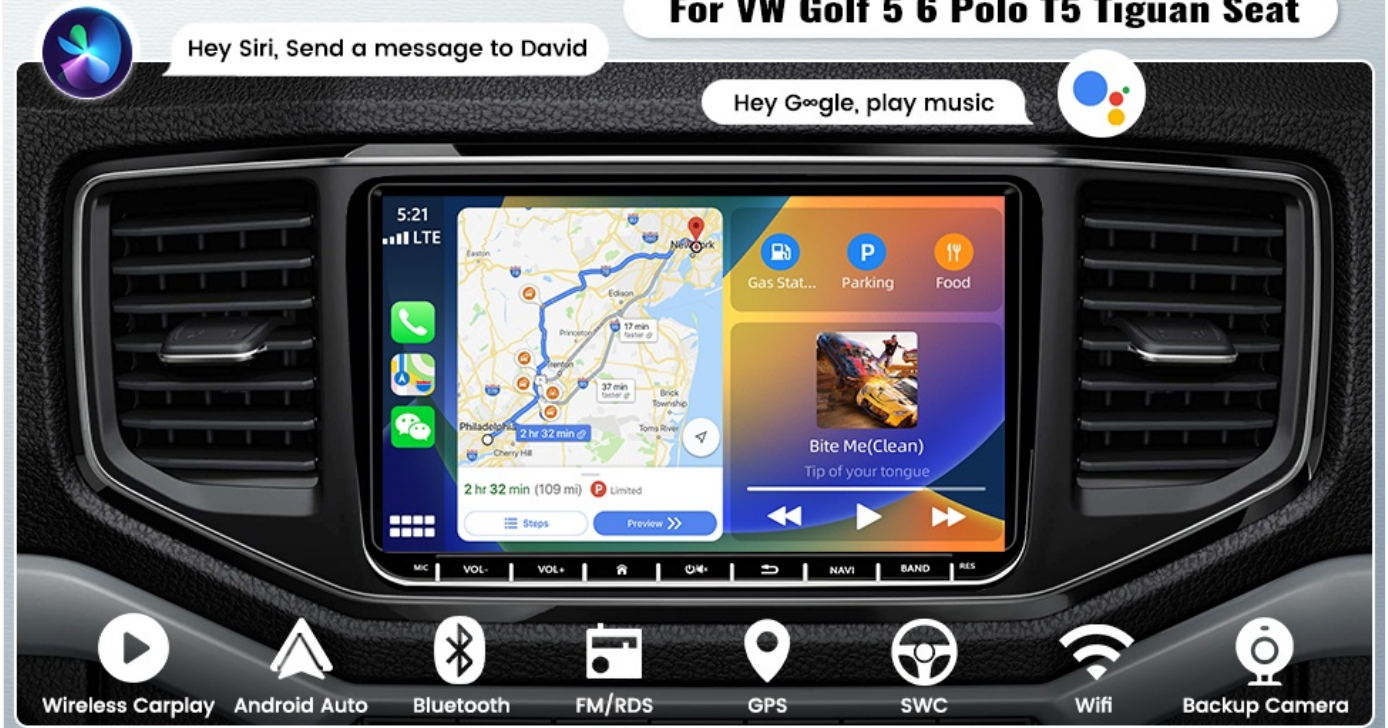 For VW Golf 5 6 Polo T5 Tiguan Seat
Hey Siri, Send a message to David
Hey G∞gle, play music
5:21
LTE
Easton
New York
Edison
Princeton
17 min
faster
Trenton
37 min
faster
Brick
Township
Philadelphia
2 hr 32 min
Toms River
Cherry Hill
2 hr 32 min (109 mi) P Limited
Steps
Preview
Gas Stat...
P
Parking
Food
Bite Me(Clean)
Tip of your tongue
MIC
VOL-
VOL+
NAVI
BAND
RES
Wireless Carplay
Android Auto
Bluetooth
FM/RDS
GPS
SWC
Wifi
Backup Camera